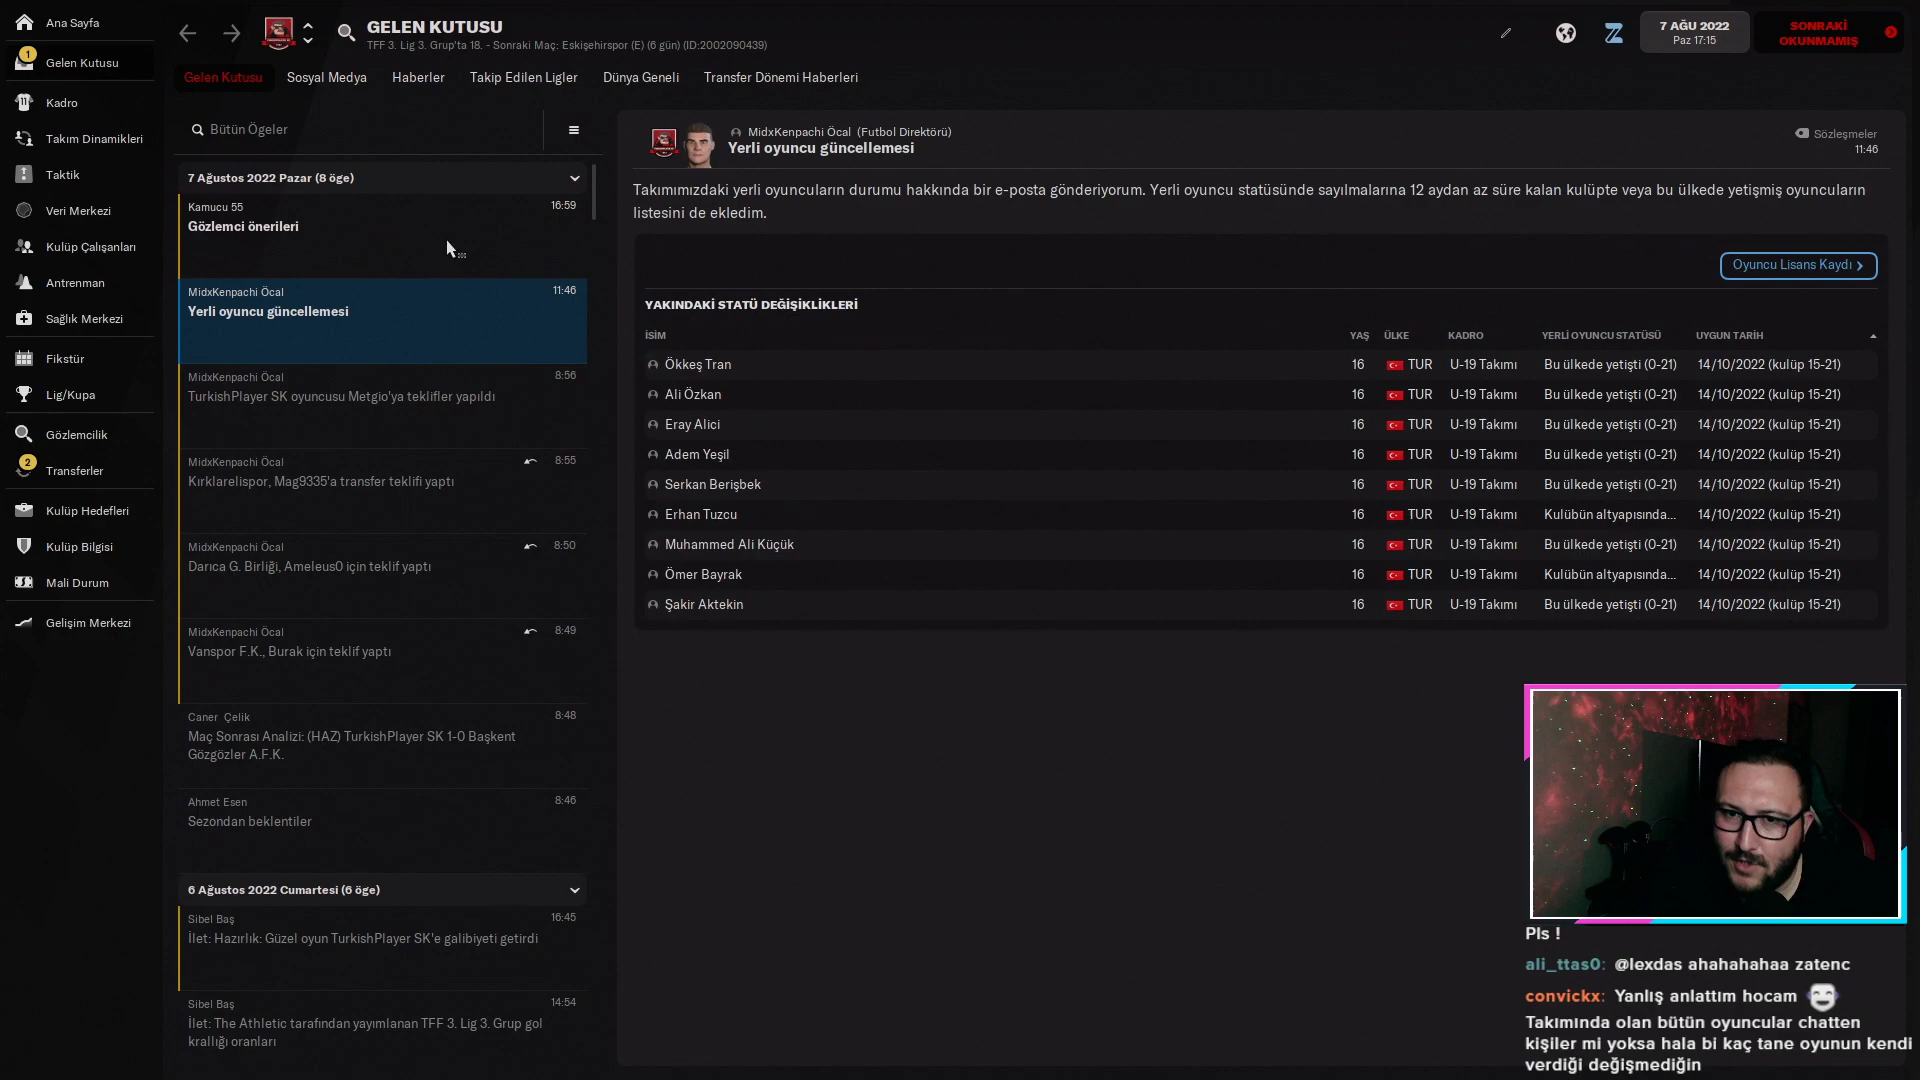 Ana Sayfa
1
Gelen Kutusu
Kadro
Takım Dinamikleri
Taktik
Veri Merkezi
Kulüp Çalışanları
Antrenman
Sağlık Merkezi
Fikstür
Lig/Kupa
Gözlemcilik
2
Transferler
Kulüp Hedefleri
Kulüp Bilgisi
Mali Durum
Gelişim Merkezi
GELEN KUTUSU
TFF 3. Lig 3. Grup'ta 18. - Sonraki Maç: Eskişehirspor (E) (6 gün) (ID:2002090439)
7 AĞU 2022
Paz 17:15
SONRAKİ
OKUNMAMIŞ
Gelen Kutusu Sosyal Medya Haberler Takip Edilen Ligler Dünya Geneli Transfer Dönemi Haberleri
Bütün Ögeler
7 Ağustos 2022 Pazar (8 öge)
Kamucu 55 16:59
Gözlemci önerileri
MidxKenpachi Öcal 11:46
Yerli oyuncu güncellemesi
MidxKenpachi Öcal 8:56
TurkishPlayer SK oyuncusu Metgio'ya teklifler yapıldı
MidxKenpachi Öcal 8:55
Kırklarelispor, Mag9335'a transfer teklifi yaptı
MidxKenpachi Öcal 8:50
Darıca G. Birliği, Ameleus0 için teklif yaptı
MidxKenpachi Öcal 8:49
Vanspor F.K., Burak için teklif yaptı
Caner Çelik 8:48
Maç Sonrası Analizi: (HAZ) TurkishPlayer SK 1-0 Başkent
Gözgözler A.F.K.
Ahmet Esen 8:46
Sezondan beklentiler
6 Ağustos 2022 Cumartesi (6 öge)
Sibel Baş 16:45
İlet: Hazırlık: Güzel oyun TurkishPlayer SK'e galibiyeti getirdi
Sibel Baş 14:54
İlet: The Athletic tarafından yayımlanan TFF 3. Lig 3. Grup gol
krallığı oranları
MidxKenpachi Öcal (Futbol Direktörü)
Yerli oyuncu güncellemesi
Sözleşmeler
11:46
Takımımızdaki yerli oyuncuların durumu hakkında bir e-posta gönderiyorum. Yerli oyuncu statüsünde sayılmalarına 12 aydan az süre kalan kulüpte veya bu ülkede yetişmiş oyuncuların
listesini de ekledim.
Oyuncu Lisans Kaydı
YAKINDAKİ STATÜ DEĞİŞİKLİKLERİ
İSİM YAŞ ÜLKE KADRO YERLİ OYUNCU STATÜSÜ UYGUN TARİH
Ökkeş Tran 16 TUR U-19 Takımı Bu ülkede yetişti (0-21) 14/10/2022 (kulüp 15-21)
Ali Özkan 16 TUR U-19 Takımı Bu ülkede yetişti (0-21) 14/10/2022 (kulüp 15-21)
Eray Alici 16 TUR U-19 Takımı Bu ülkede yetişti (0-21) 14/10/2022 (kulüp 15-21)
Adem Yeşil 16 TUR U-19 Takımı Bu ülkede yetişti (0-21) 14/10/2022 (kulüp 15-21)
Serkan Berişbek 16 TUR U-19 Takımı Bu ülkede yetişti (0-21) 14/10/2022 (kulüp 15-21)
Erhan Tuzcu 16 TUR U-19 Takımı Kulübün altyapısında... 14/10/2022 (kulüp 15-21)
Muhammed Ali Küçük 16 TUR U-19 Takımı Bu ülkede yetişti (0-21) 14/10/2022 (kulüp 15-21)
Ömer Bayrak 16 TUR U-19 Takımı Kulübün altyapısında... 14/10/2022 (kulüp 15-21)
Şakir Aktekin 16 TUR U-19 Takımı Bu ülkede yetişti (0-21) 14/10/2022 (kulüp 15-21)
Pls !
ali_ttas0: @lexdas ahahahahaa zatenc
convickx: Yanlış anlattım hocam
Takımında olan bütün oyuncular chatten
kişiler mi yoksa hala bi kaç tane oyunun kendi
verdiği değişmediğin